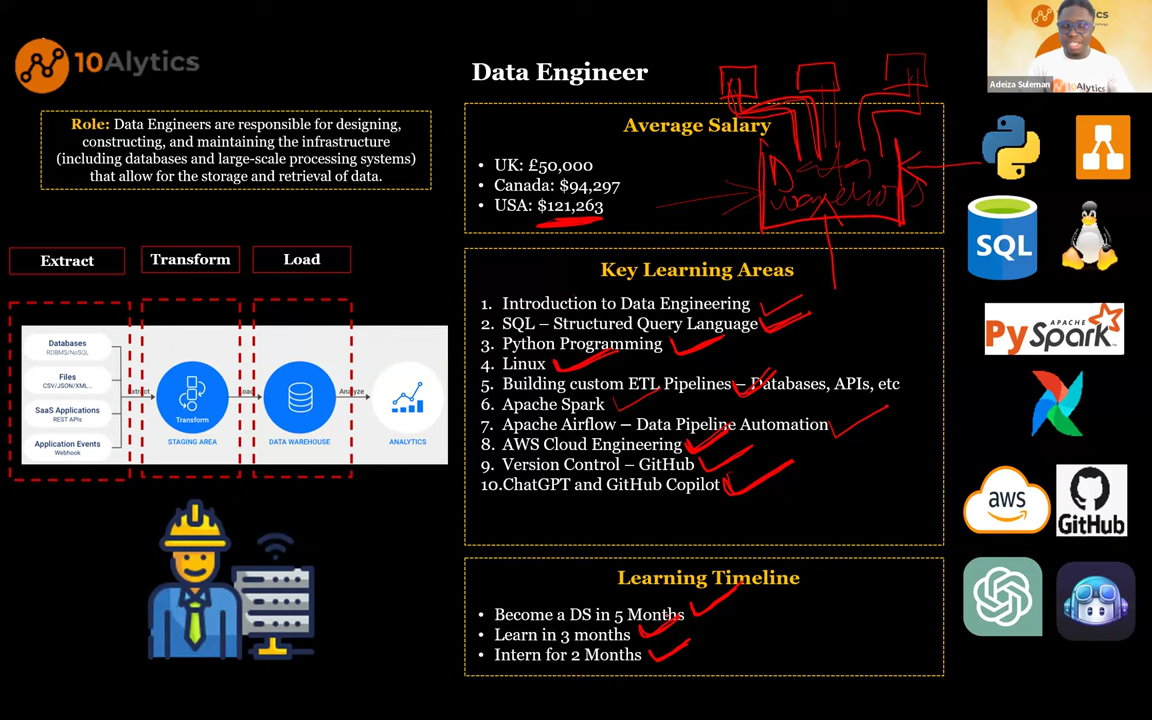 10Alytics
Role: Data Engineers are responsible for designing,
constructing, and maintaining the infrastructure
(including databases and large-scale processing systems)
that allow for the storage and retrieval of data.
Extract
Transform
Load
Databases
RDBMS/NoSQL
Files
CSV/JSON/XML...
SaaS Applications
REST APIs
Application Events
Webhook
Extract
Transform
STAGING AREA
Load
DATA WAREHOUSE
Analyze
ANALYTICS
Data Engineer
Average Salary
• UK: £50,000
• Canada: $94,297
• USA: $121,263
Data
Key Learning Areas
1. Introduction to Data Engineering
2. SQL – Structured Query Language
3. Python Programming
4. Linux
5. Building custom ETL Pipelines – Databases, APIs, etc
6. Apache Spark
7. Apache Airflow – Data Pipeline Automation
8. AWS Cloud Engineering
9. Version Control – GitHub
10.ChatGPT and GitHub Copilot
Learning Timeline
• Become a DS in 5 Months
• Learn in 3 months
• Intern for 2 Months
Adeiza Suleman
10Alytics
SQL
APACHE
PySpark
aws
GitHub